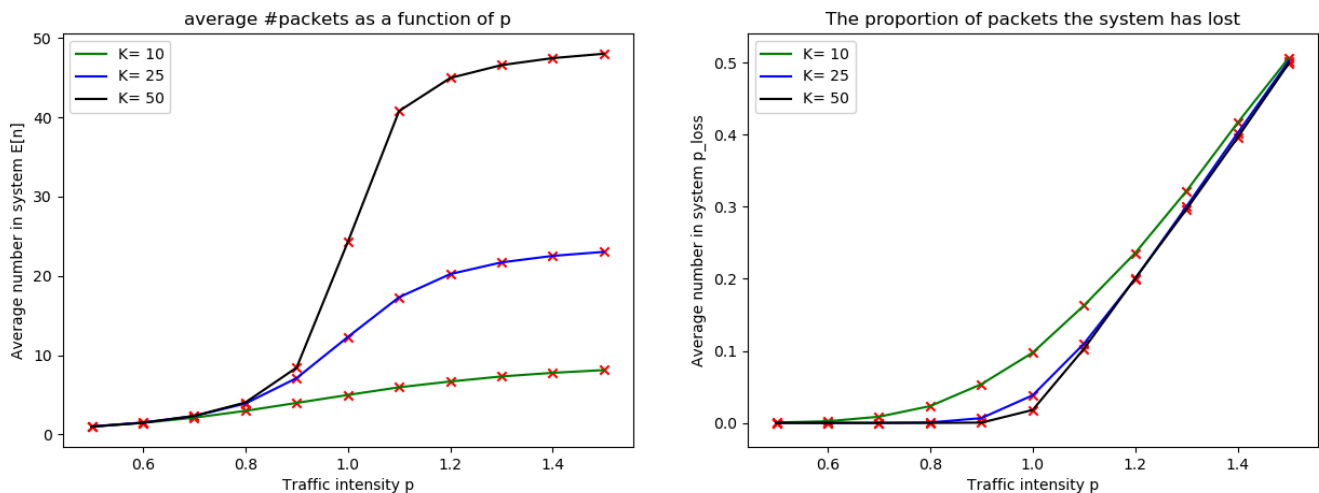 average #packets as a function of p
K= 10
K= 25
K= 50
50
40
30
20
10
0
0.6
0.8
1.0
1.2
1.4
Average number in system E[n]
Traffic intensity p
The proportion of packets the system has lost
K= 10
K= 25
K= 50
0.5
0.4
0.3
0.2
0.1
0.0
0.6
0.8
1.0
1.2
1.4
Average number in system p_loss
Traffic intensity p